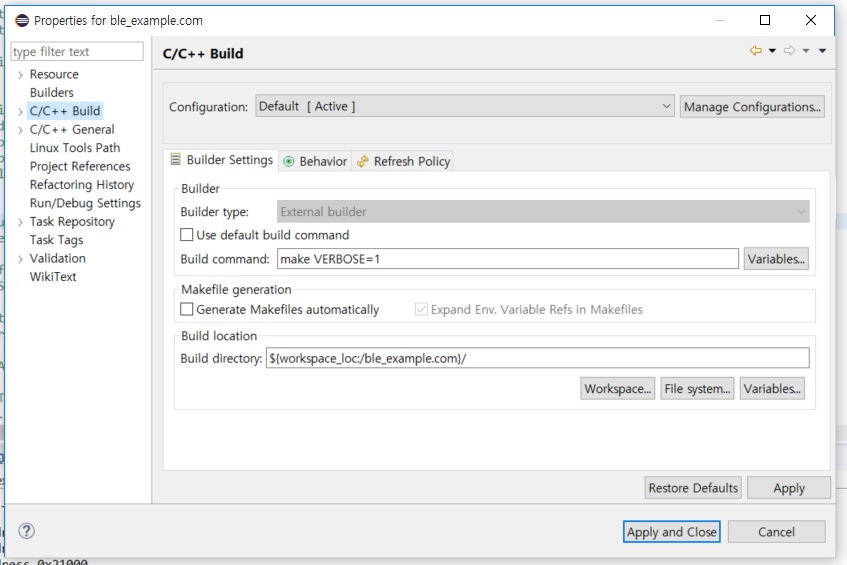 Properties for ble_example.com
type filter text
Resource
Builders
C/C++ Build
C/C++ General
Linux Tools Path
Project References
Refactoring History
Run/Debug Settings
Task Repository
Task Tags
Validation
WikiText
C/C++ Build
Configuration: Default [ Active ] Manage Configurations...
Builder Settings Behavior Refresh Policy
Builder
Builder type: External builder
Use default build command
Build command: make VERBOSE=1 Variables...
Makefile generation
Generate Makefiles automatically Expand Env. Variable Refs in Makefiles
Build location
Build directory: ${workspace_loc:/ble_example.com}/
Workspace... File system... Variables...
Restore Defaults Apply
Apply and Close Cancel